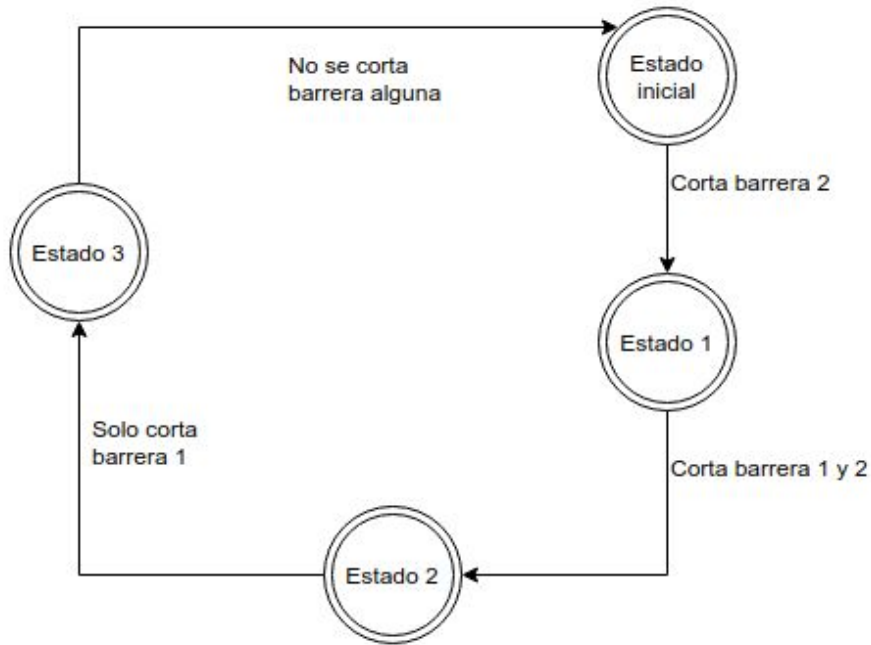 Estado
inicial
No se corta
barrera alguna
Corta barrera 2
Estado 3
Estado 1
Solo corta
barrera 1
Corta barrera 1 y 2
Estado 2